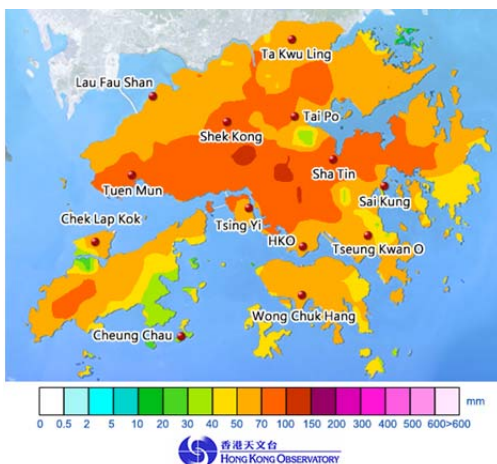 Ta Kwu Ling
Lau Fau Shan
Tai Po
Shek Kong
Sha Tin
Tuen Mun
Sai Kung
Chek Lap Kok
Tsing Yi
HKO
Tseung Kwan O
Wong Chuk Hang
Cheung Chau
mm
0 0.5 2 5 10 20 30 40 50 70 100 150 200 300 400 500 600>600
香港天文台
HONG KONG OBSERVATORY